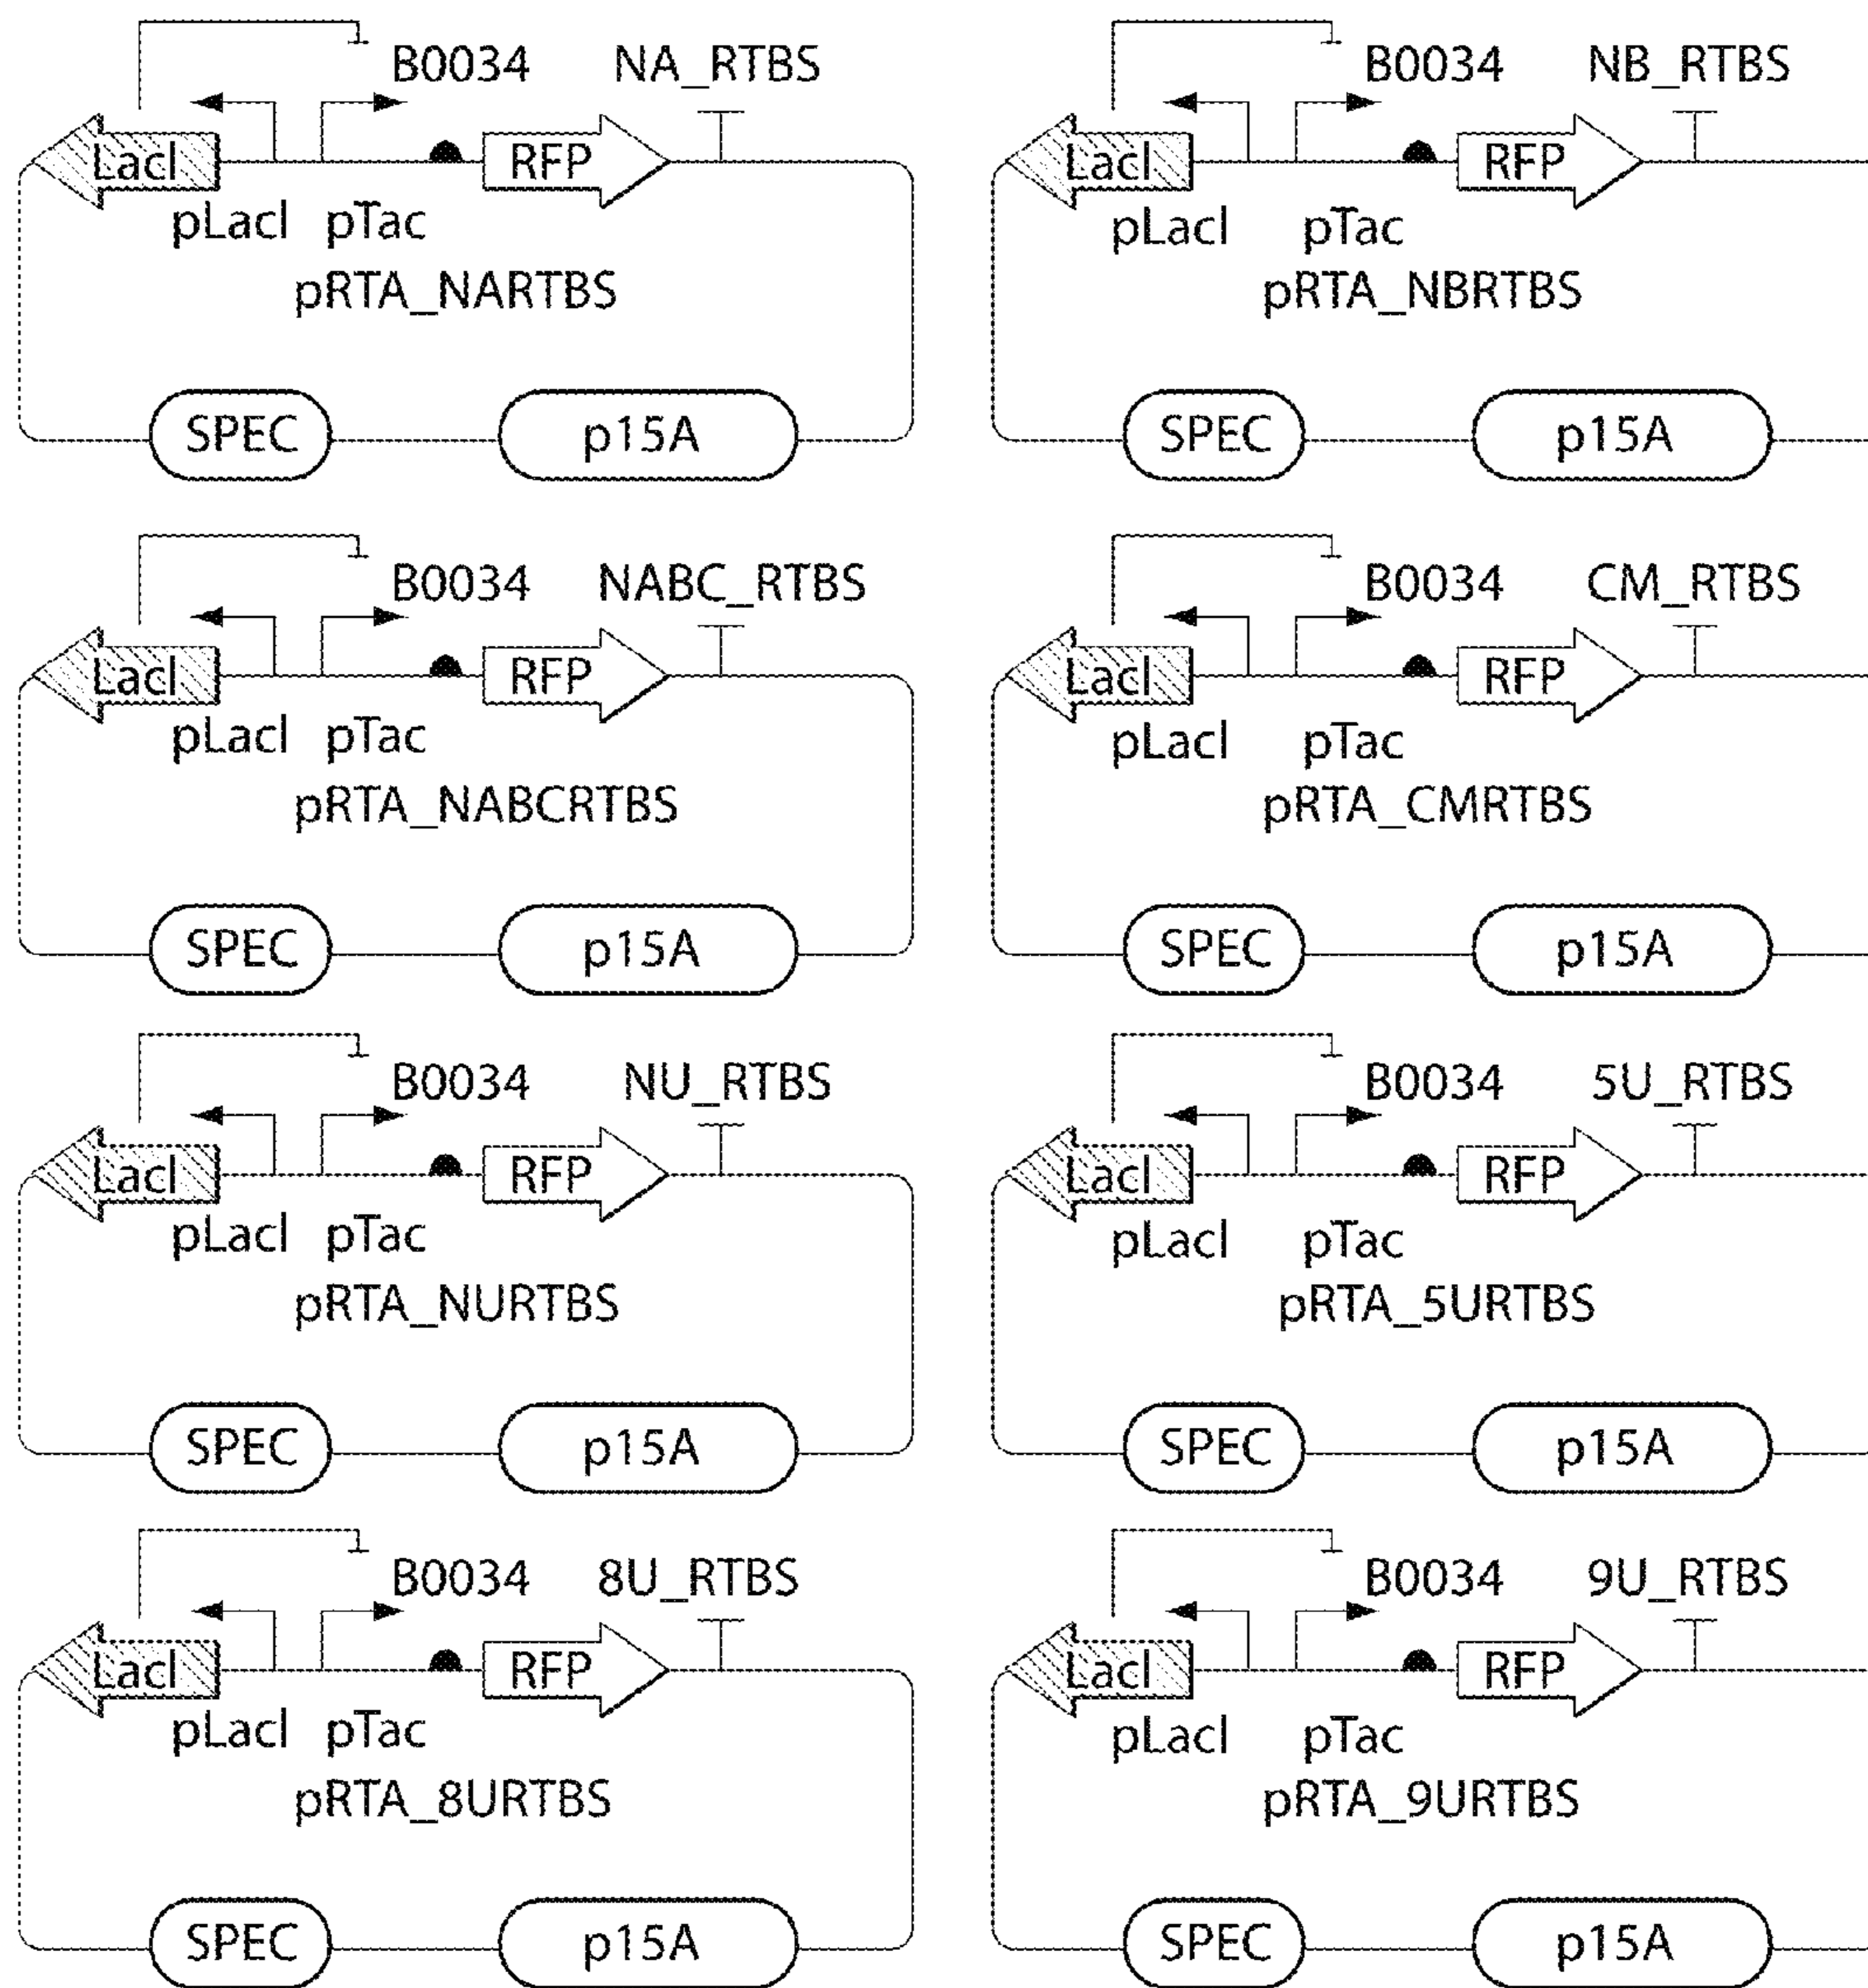 B0034 NA_RTBS
LacI RFP
pLacI pTac
pRTA_NARTBS
SPEC p15A
B0034 NB_RTBS
LacI RFP
pLacI pTac
pRTA_NBRTBS
SPEC p15A
B0034 NABC_RTBS
LacI RFP
pLacI pTac
pRTA_NABCRTBS
SPEC p15A
B0034 CM_RTBS
LacI RFP
pLacI pTac
pRTA_CMRTBS
SPEC p15A
B0034 NU_RTBS
LacI RFP
pLacI pTac
pRTA_NURTBS
SPEC p15A
B0034 5U_RTBS
LacI RFP
pLacI pTac
pRTA_5URTBS
SPEC p15A
B0034 8U_RTBS
LacI RFP
pLacI pTac
pRTA_8URTBS
SPEC p15A
B0034 9U_RTBS
LacI RFP
pLacI pTac
pRTA_9URTBS
SPEC p15A